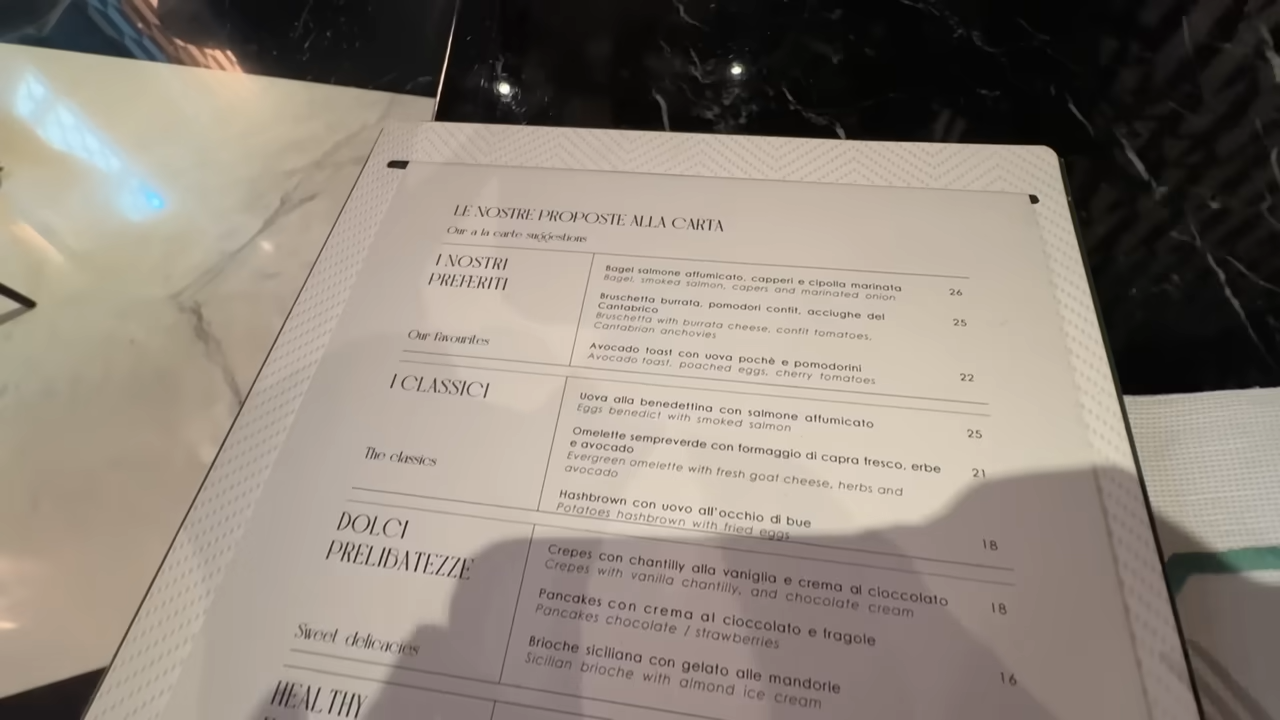 LE NOSTRE PROPOSTE ALLA CARTA
Our a la carte suggestions
I NOSTRI
PREFERITI
Our favourites
Bagel salmone affumicato, capperi e cipolla marinata
Bagel, smoked salmon, capers and marinated onion
26
Bruschetta burrata, pomodori confit, acciughe del
Cantabrico
Bruschetta with burrata cheese, confit tomatoes,
Cantabrian anchovies
25
Avocado toast con uova pochè e pomodorini
Avocado toast, poached eggs, cherry tomatoes
22
I CLASSICI
The classics
Uova alla benedettina con salmone affumicato
Eggs benedict with smoked salmon
25
Omelette sempreverde con formaggio di capra fresco, erbe
e avocado
Evergreen omelette with fresh goat cheese, herbs and
avocado
21
Hashbrown con uovo all'occhio di bue
Potatoes hashbrown with fried eggs
18
DOLCI
PRELIBATEZZE
Sweet delicacies
Crepes con chantilly alla vaniglia e crema al cioccolato
Crepes with vanilla chantilly, and chocolate cream
18
Pancakes con crema al cioccolato e fragole
Pancakes chocolate / strawberries
16
Brioche siciliana con gelato alle mandorle
Sicilian brioche with almond ice cream
HEALTHY